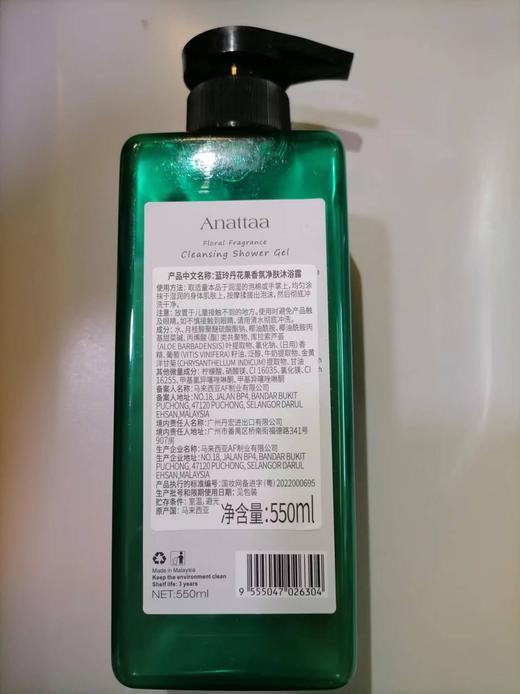 Anattaa
Floral Fragrance
Cleansing Shower Gel
产品中文名称:蓝玲丹花果香氛净肤沐浴露
使用方法: 取适量本品于润湿的泡棉或手掌上, 均匀涂
抹于湿润的身体肌肤上, 按摩揉搓出泡沫, 然后彻底冲
洗干净。
注意: 放置于儿童接触不到的地方。使用时避免产品触
及眼睛, 如不慎接触到眼睛, 请用清水彻底冲洗。
成分: 水、月桂醇聚醚硫酸酯钠、椰油酰胺、椰油酰胺丙
基甜菜碱、丙烯酸(酯)类共聚物、库拉索芦荟
(ALOE BARBADENSIS) 叶提取物、氯化钠、(日用) 香
精、葡萄 (VITIS VINIFERA) 籽油、泛醇、牛奶提取物、金黄
洋甘菊 (CHRYSANTHELLUM INDICUM) 提取物、甘油
其他微量成分: 柠檬酸、硝酸镁、CI 16035、氯化镁、CI
16255、甲基氯异噻唑啉酮、甲基异噻唑啉酮
备案人名称: 马来西亚AF制业有限公司
备案人地址: NO.18, JALAN BP4, BANDAR BUKIT
PUCHONG, 47120 PUCHONG, SELANGOR DARUL
EHSAN,MALAYSIA
境内责任人名称: 广州丹宏进出口有限公司
境内责任人地址: 广州市番禺区桥南街福德路341号
907房
生产企业名称: 马来西亚AF制业有限公司
生产企业地址: NO.18, JALAN BP4, BANDAR BUKIT
PUCHONG, 47120 PUCHONG, SELANGOR DARUL
EHSAN,MALAYSIA
产品执行的标准编号: 国妆网备进字 (粤) 2022000695
生产批号和限期使用日期: 见包装
贮存条件: 室温, 避光
原产国: 马来西亚
净含量:550ml
Made in Malaysia
Keep the environment clean
Shelf life: 3 years
NET:550ml
9 555047 026304